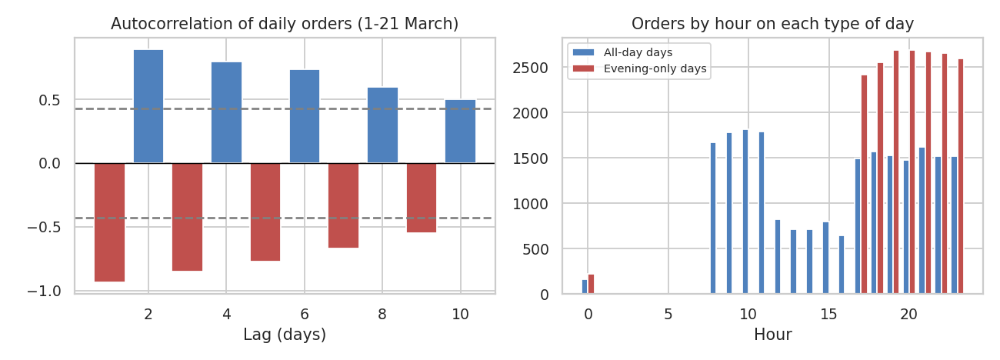 Autocorrelation of daily orders (1-21 March)
0.5
0.0
−0.5
−1.0
2 4 6 8 10
Lag (days)
Orders by hour on each type of day
All-day days
Evening-only days
2500
2000
1500
1000
500
0
0 5 10 15 20
Hour